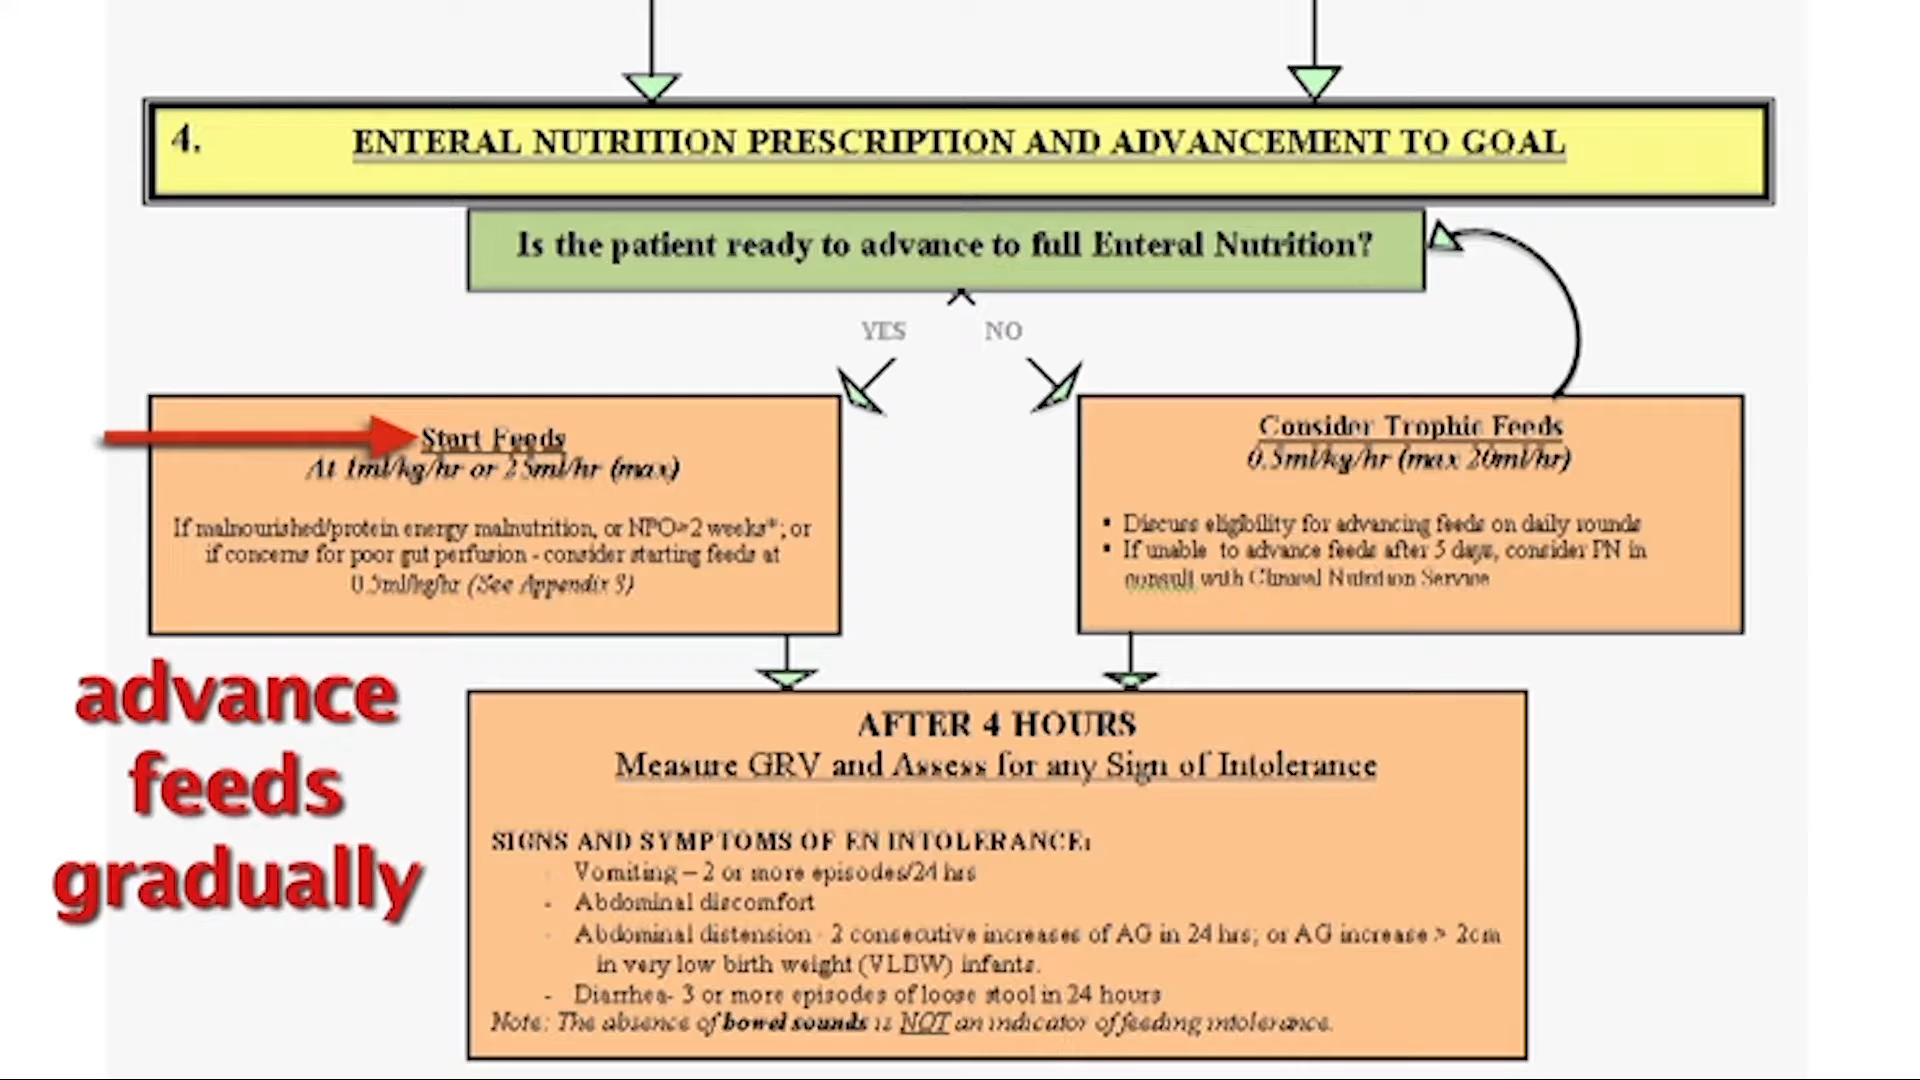 4. ENTERAL NUTRITION PRESCRIPTION AND ADVANCEMENT TO GOAL
Is the patient ready to advance to full Enteral Nutrition?
YES NO
Start Feeds
At 1ml/kg/hr or 25ml/hr (max)
If malnourished/protein energy malnutrition, or NPO>2 weeks*; or
if concerns for poor gut perfusion - consider starting feeds at
0.5ml/kg/hr (See Appendix
Consider Trophic Feeds
0.5ml/kg/hr (max 20ml/hr)
▪ Discuss eligibility for advancing feeds on daily rounds
▪ If unable to advance feeds after 5 days, consider PN in
consult with Clinical Nutrition Service
advance
feeds
gradually
AFTER 4 HOURS
Measure GRV and Assess for any Sign of Intolerance
SIGNS AND SYMPTOMS OF EN INTOLERANCE:
- Vomiting – 2 or more episodes/24 hrs
- Abdominal discomfort
- Abdominal distension - 2 consecutive increases of AG in 24 hrs; or AG increase > 2cm
in very low birth weight (VLBW) infants.
- Diarrhea- 3 or more episodes of loose stool in 24 hours
Note: The absence of bowel sounds is NOT an indicator of feeding intolerance.